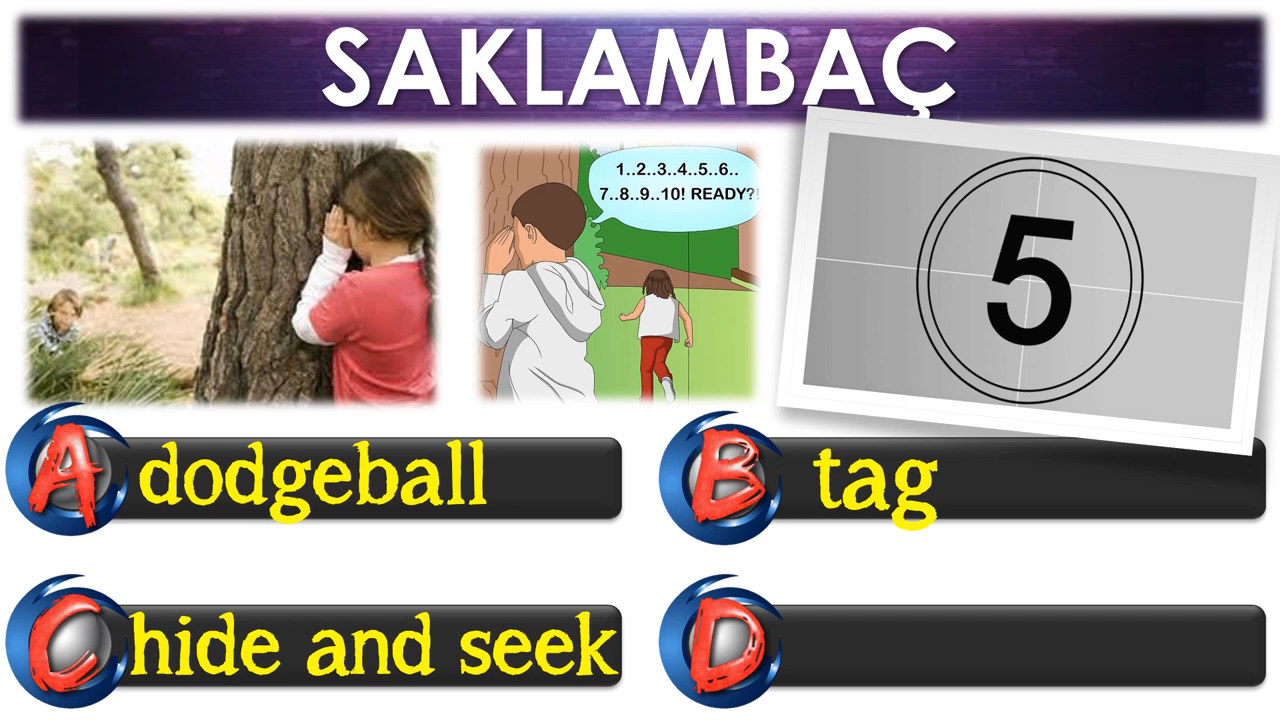 SAKLAMBAÇ
1..2..3..4..5..6..
7..8..9..10! READY?!
5
A dodgeball
B tag
C hide and seek
D